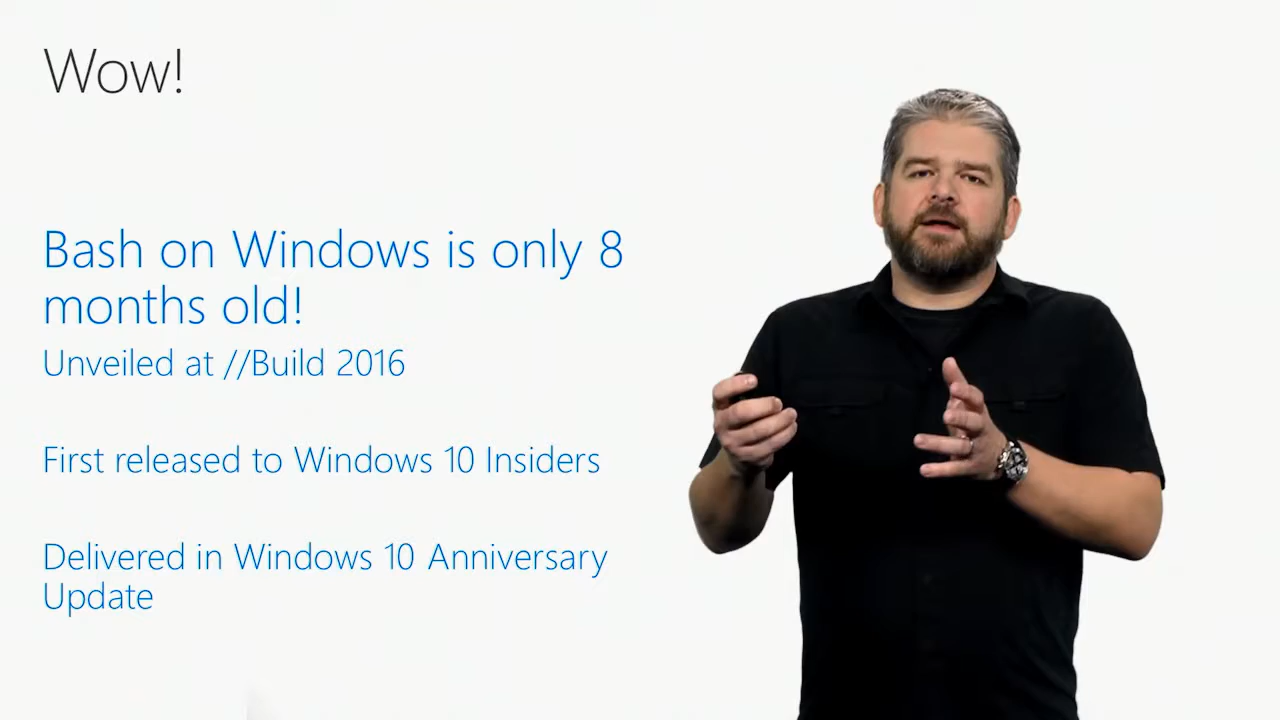 Wow!
Bash on Windows is only 8
months old!
Unveiled at //Build 2016
First released to Windows 10 Insiders
Delivered in Windows 10 Anniversary
Update